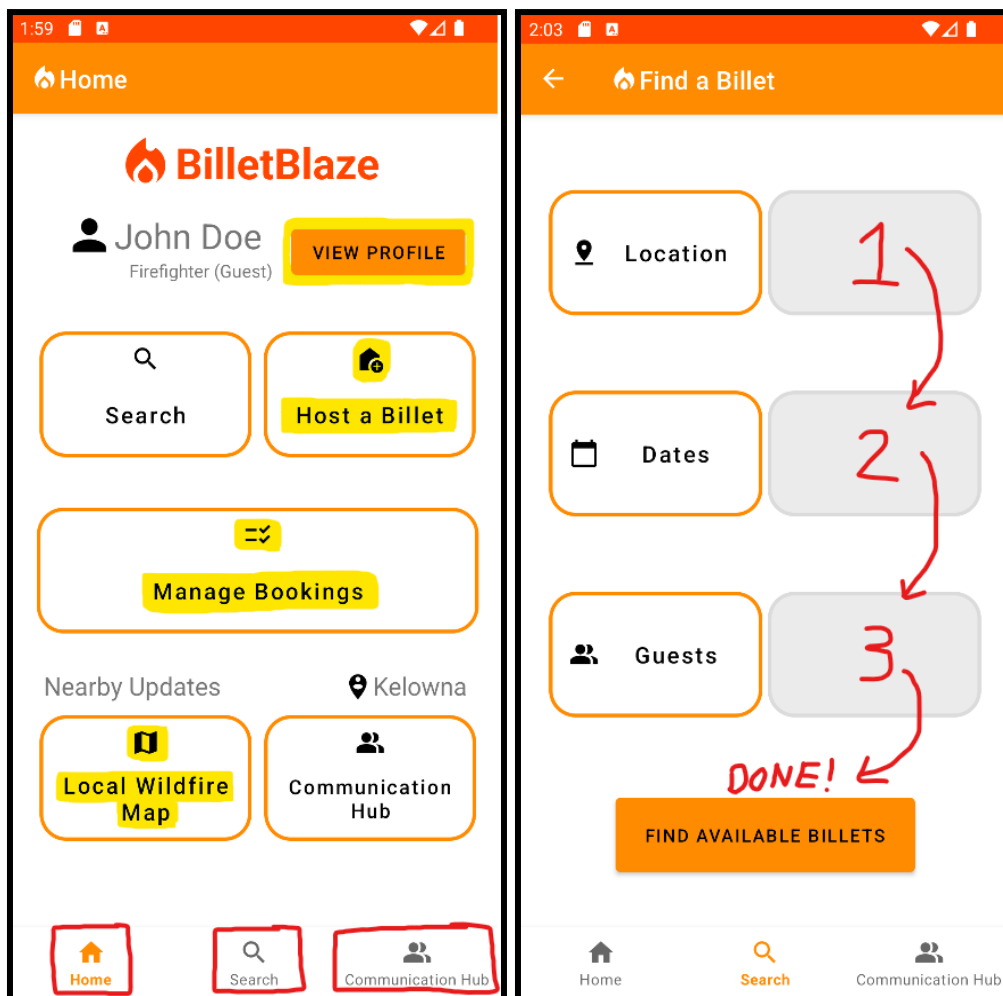 1:59
Home
BilletBlaze
John Doe
VIEW PROFILE
Firefighter (Guest)
Search
Host a Billet
Manage Bookings
Nearby Updates
Kelowna
Local Wildfire
Map
Communication
Hub
Home
Search
Communication Hub
2:03
Find a Billet
Location
1
Dates
2
Guests
3
DONE!
FIND AVAILABLE BILLETS
Home
Search
Communication Hub